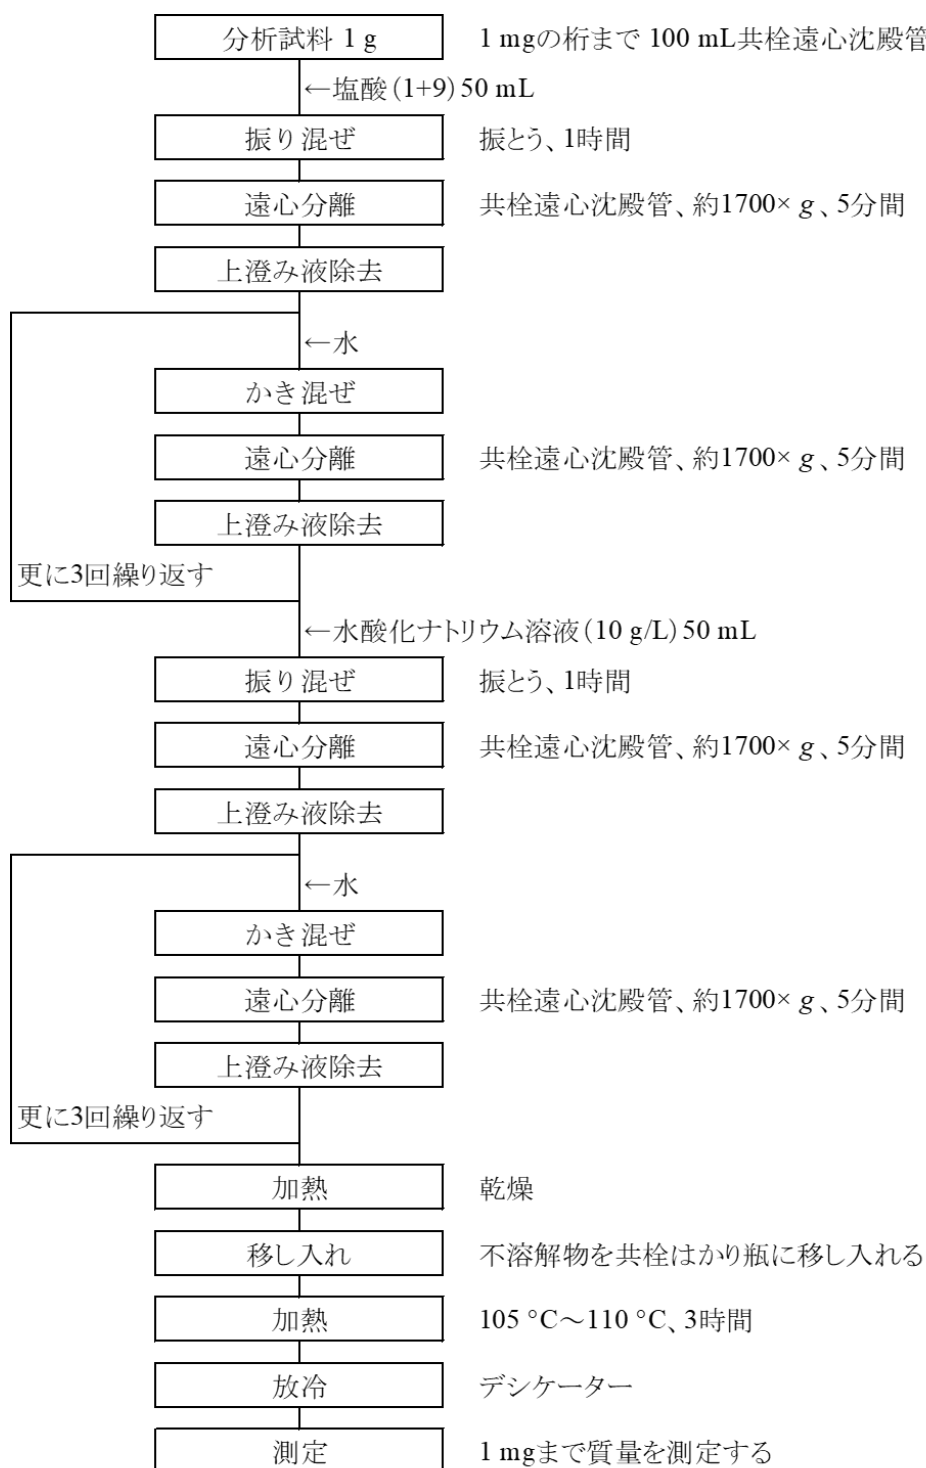 分析試料 1 g 1 mgの桁まで 100 mL共栓遠心沈殿管
←塩酸(1+9) 50 mL
振り混ぜ 振とう、1時間
遠心分離 共栓遠心沈殿管、約1700× g 、5分間
上澄み液除去
←水
かき混ぜ
遠心分離 共栓遠心沈殿管、約1700× g 、5分間
上澄み液除去
更に3回繰り返す
←水酸化ナトリウム溶液(10 g/L) 50 mL
振り混ぜ 振とう、1時間
遠心分離 共栓遠心沈殿管、約1700× g 、5分間
上澄み液除去
←水
かき混ぜ
遠心分離 共栓遠心沈殿管、約1700× g 、5分間
上澄み液除去
更に3回繰り返す
加熱 乾燥
移し入れ 不溶解物を共栓はかり瓶に移し入れる
加熱 105 °C～110 °C、3時間
放冷 デシケーター
測定 1 mgまで質量を測定する